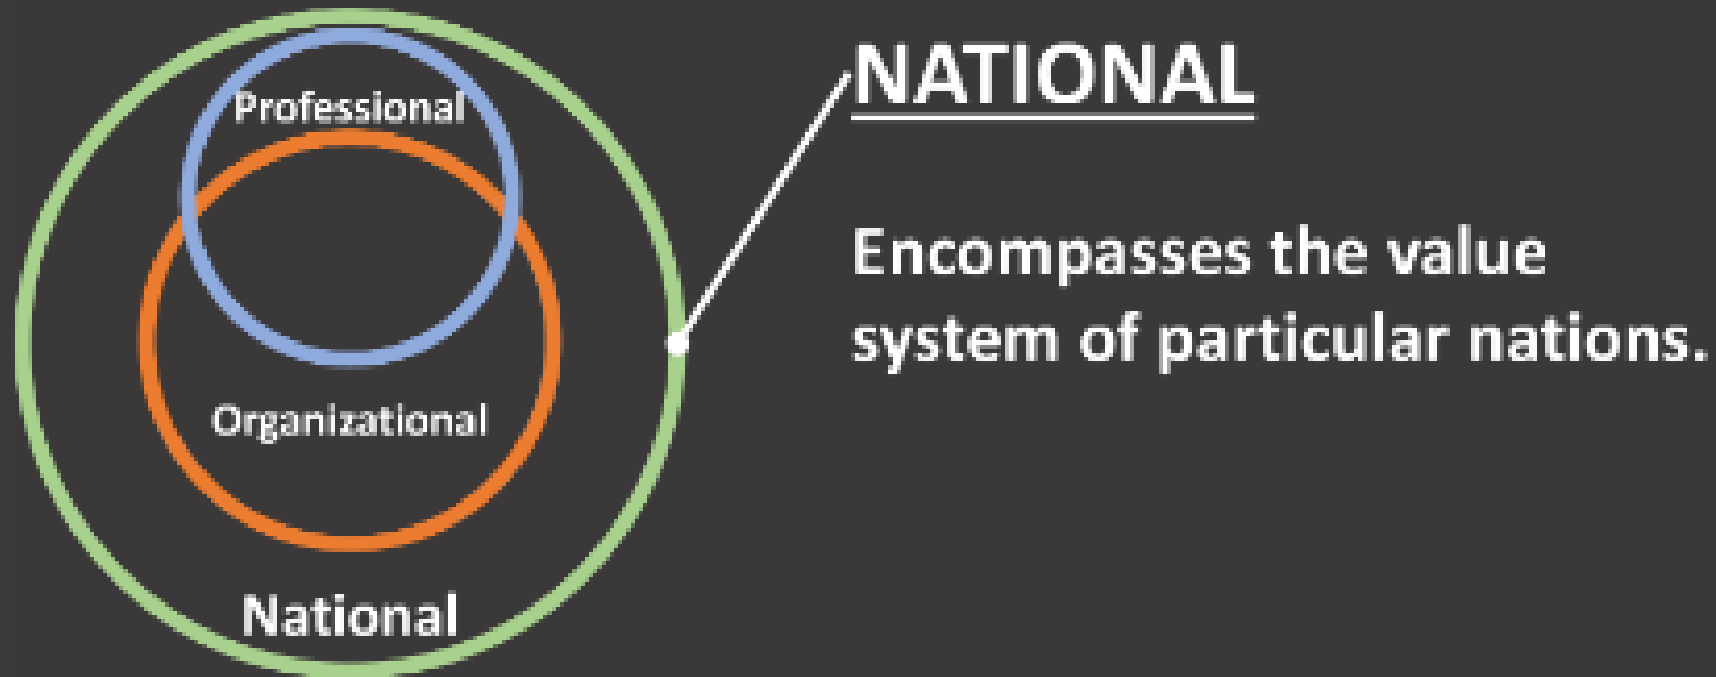 Professional
Organizational
National
NATIONAL
Encompasses the value
system of particular nations.